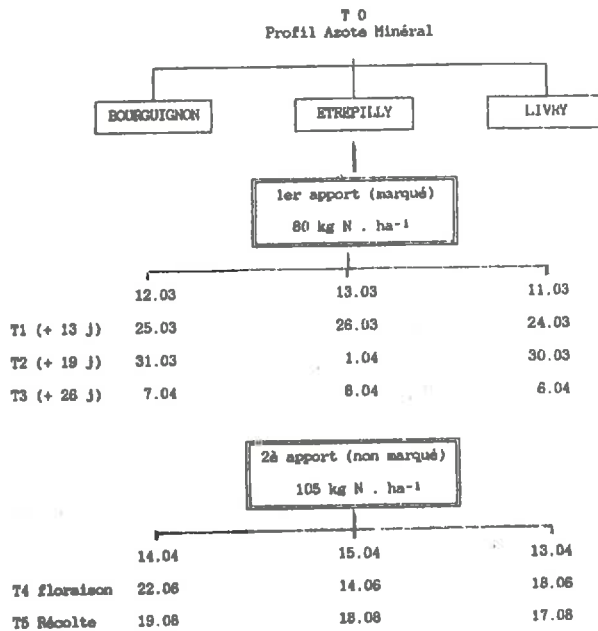 T 0
Profil Azote Minéral
BOURGUIGNON ETREPILLY LIVRY
1er apport (marqué)
80 kg N . ha⁻¹
12.03 13.03 11.03
T1 (+ 13 j) 25.03 26.03 24.03
T2 (+ 19 j) 31.03 1.04 30.03
T3 (+ 26 j) 7.04 8.04 6.04
2è apport (non marqué)
105 kg N . ha⁻¹
14.04 15.04 13.04
T4 floraison 22.06 14.06 18.06
T5 Récolte 19.08 18.08 17.08